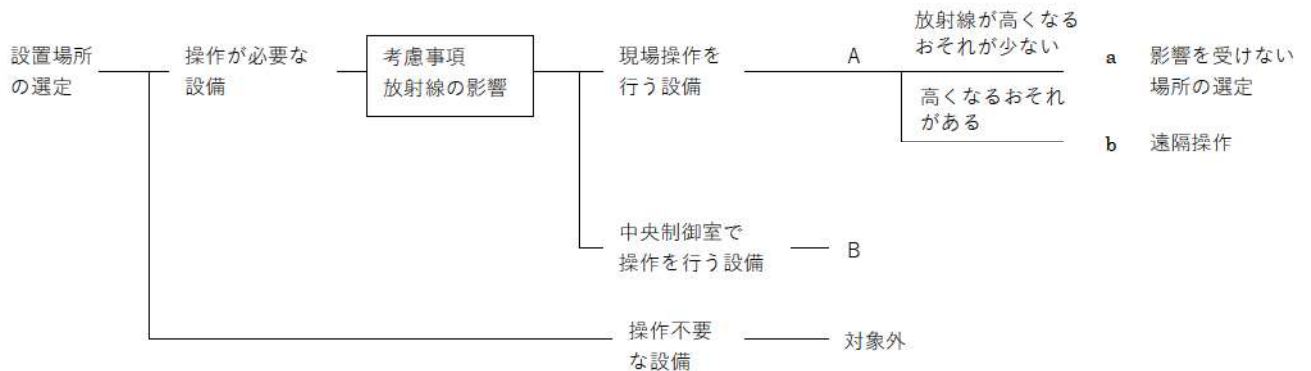 設置場所
の選定
操作が必要な
設備
考慮事項
放射線の影響
現場操作を
行う設備
A
放射線が高くなる
おそれが少ない
a 影響を受けない
場所の選定
高くなるおそれ
がある
b 遠隔操作
中央制御室で
操作を行う設備
B
操作不要
な設備
対象外